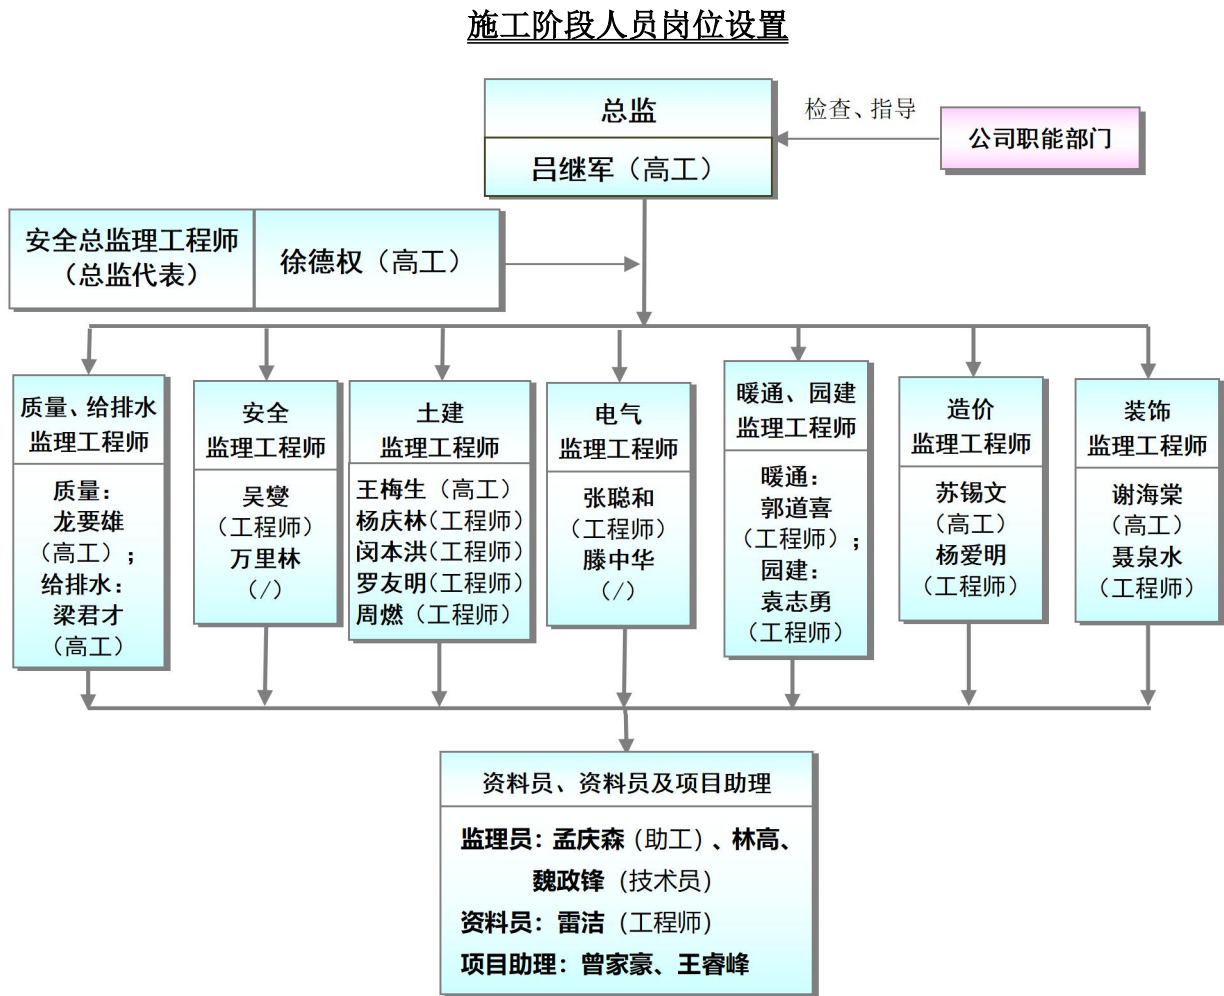 施工阶段人员岗位设置
总监
吕继军（高工）
检查、指导
公司职能部门
安全总监理工程师
（总监代表）
徐德权（高工）
质量、给排水
监理工程师
质量：
龙要雄
（高工）；
给排水：
梁君才
（高工）
安全
监理工程师
吴燮
（工程师）
万里林
（/）
土建
监理工程师
王梅生（高工）
杨庆林（工程师）
闵本洪（工程师）
罗友明（工程师）
周燃（工程师）
电气
监理工程师
张聪和
（工程师）
滕中华
（/）
暖通、园建
监理工程师
暖通：
郭道喜
（工程师）；
园建：
袁志勇
（工程师）
造价
监理工程师
苏锡文
（高工）
杨爱明
（工程师）
装饰
监理工程师
谢海棠
（高工）
聂泉水
（工程师）
资料员、资料员及项目助理
监理员：孟庆森（助工）、林高、
魏政锋（技术员）
资料员：雷洁（工程师）
项目助理：曾家豪、王睿峰